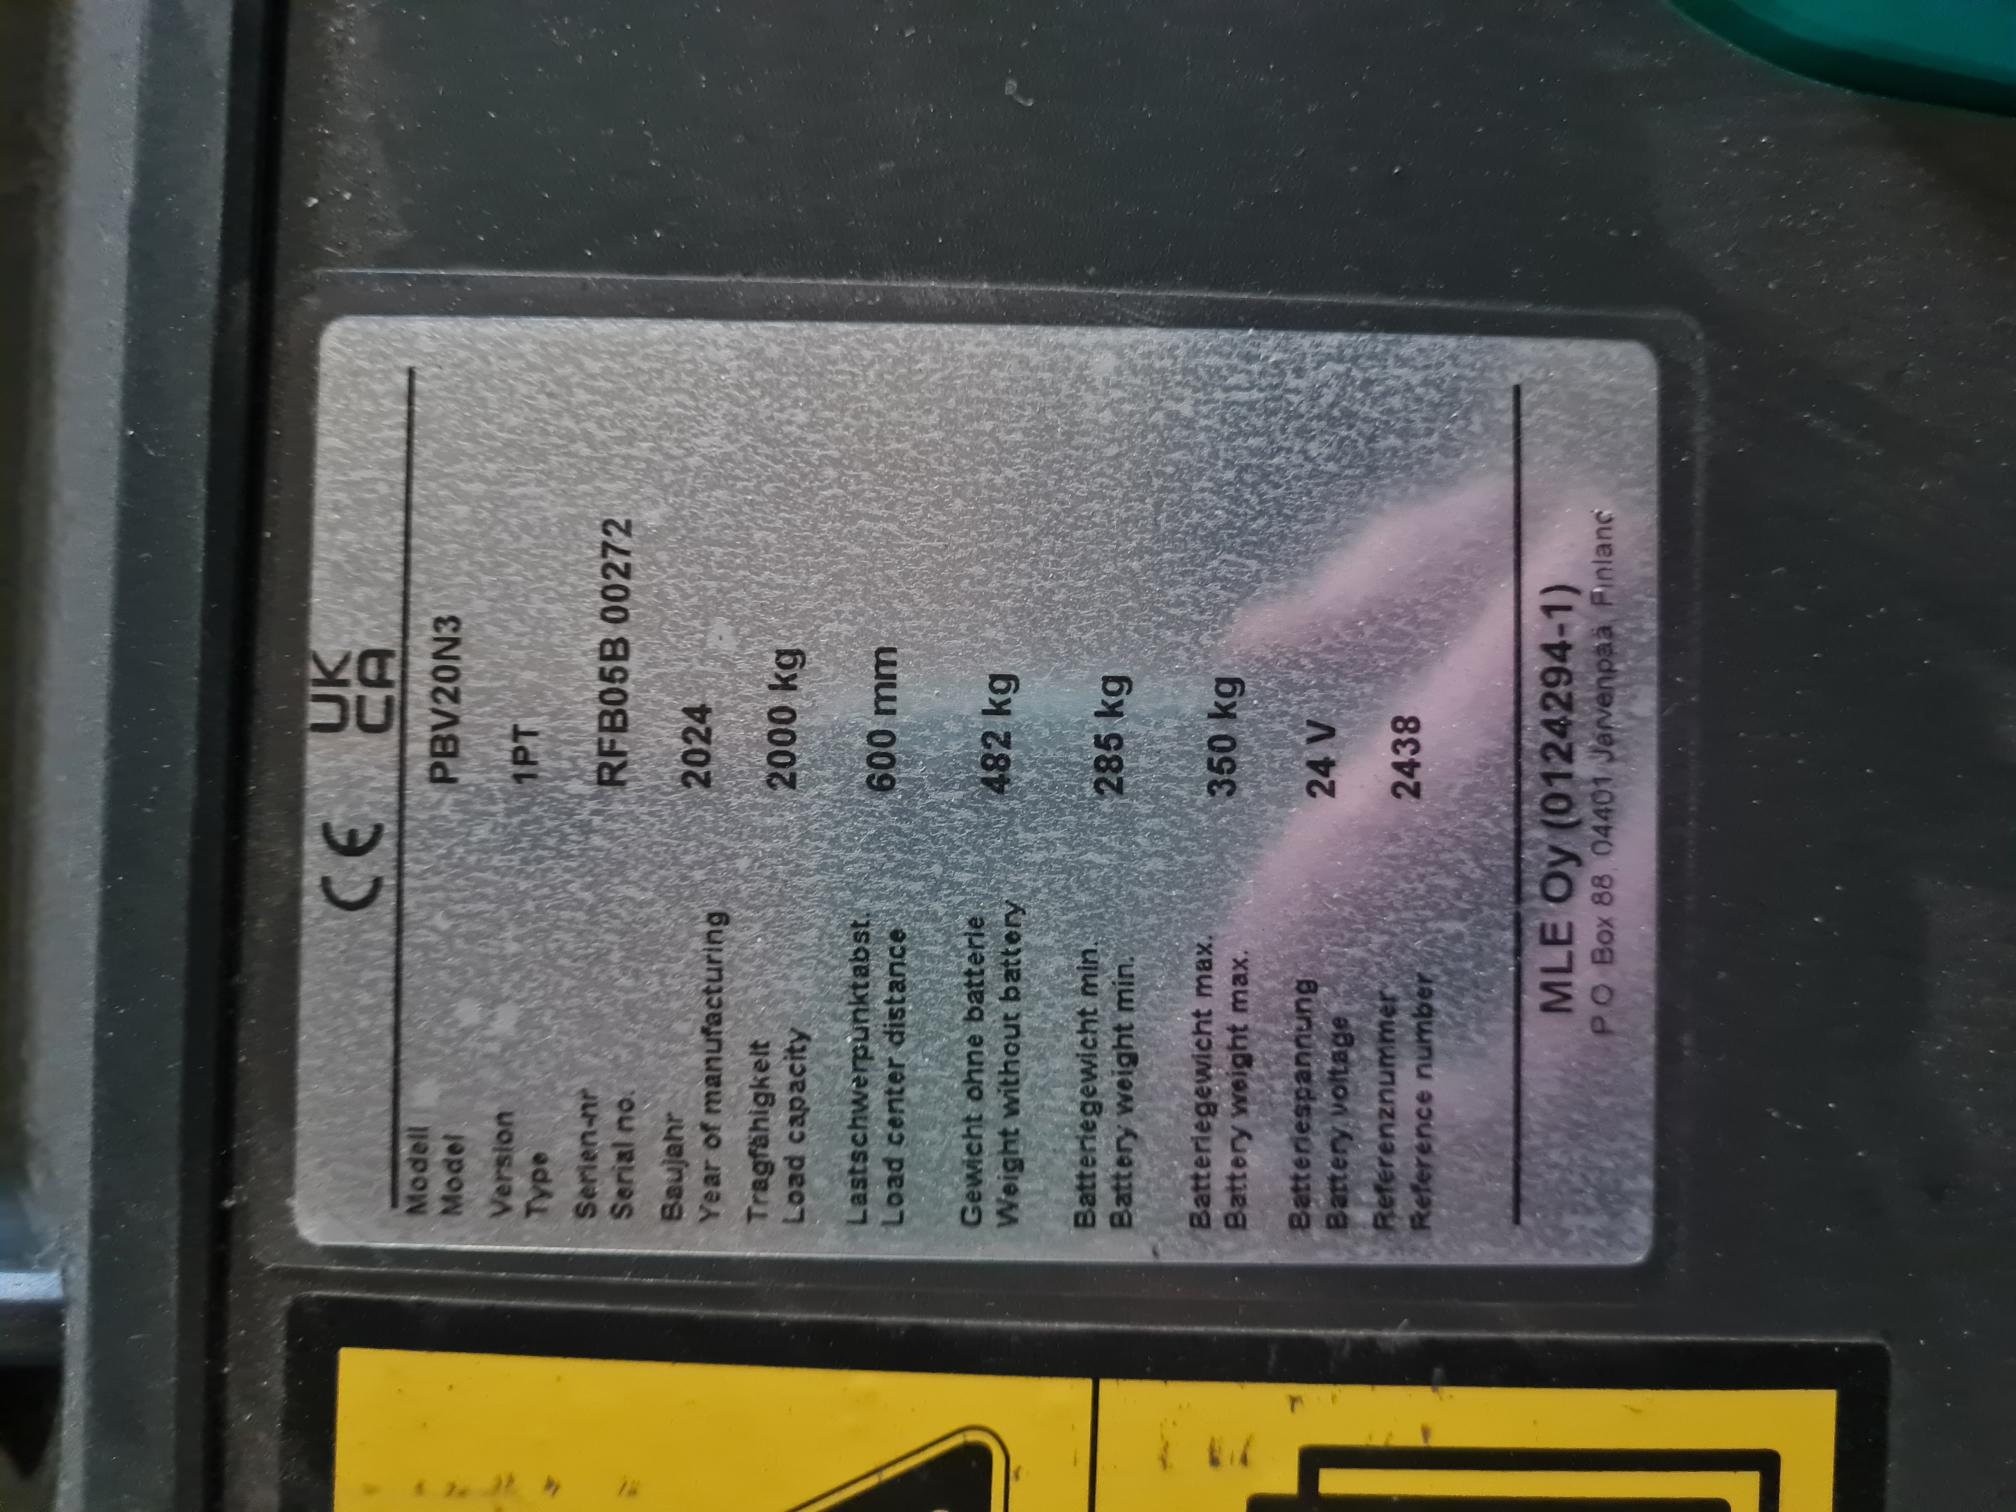 CE UK CA
Modell
Model PBV20N3
Version
Type 1PT
Serien-nr
Serial no. RFB05B 00272
Baujahr
Year of manufacturing 2024
Tragfähigkeit
Load capacity 2000 kg
Lastschwerpunktabst.
Load center distance 600 mm
Gewicht ohne batterie
Weight without battery 482 kg
Batteriegewicht min.
Battery weight min. 285 kg
Batteriegewicht max.
Battery weight max. 350 kg
Batteriespannung
Battery voltage 24 V
Referenznummer
Reference number 2438
MLE Oy (0124294-1)
P O Box 88, 04401 Järvenpää Finland